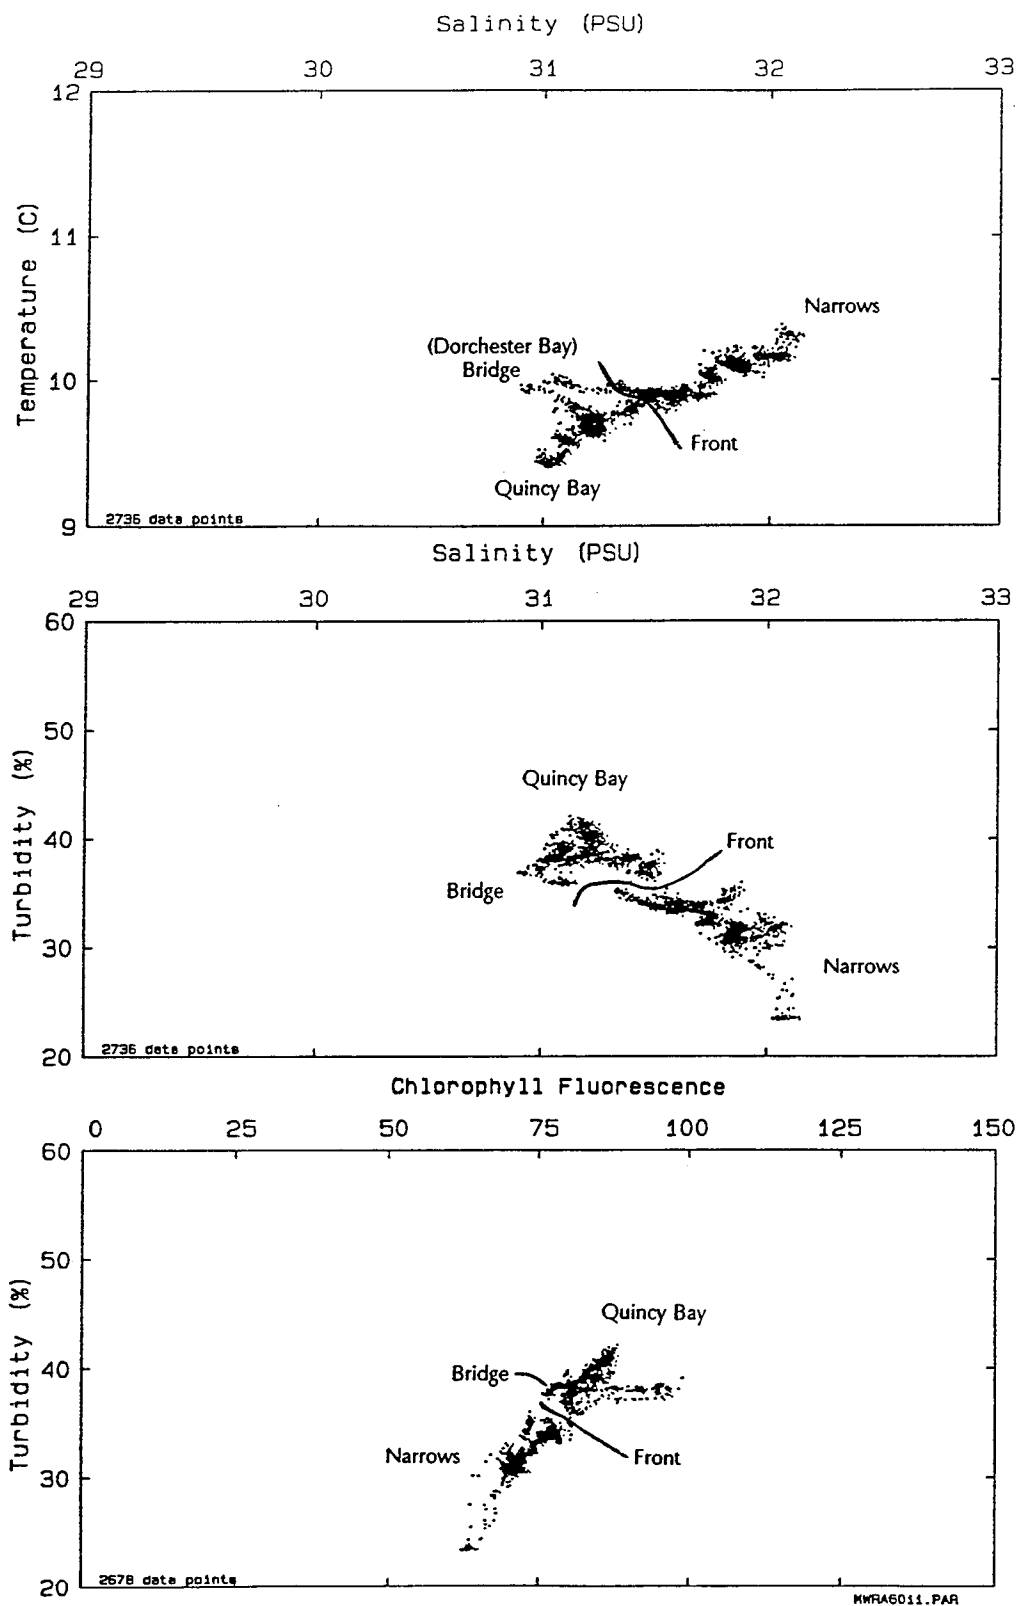 Salinity (PSU)
29 30 31 32 33
12
11
10
9
Temperature (C)
Narrows
(Dorchester Bay)
Bridge
Front
Quincy Bay
2736 data points
Salinity (PSU)
29 30 31 32 33
60
50
40
30
20
Turbidity (%)
Quincy Bay
Front
Bridge
Narrows
2736 data points
Chlorophyll Fluorescence
0 25 50 75 100 125 150
60
50
40
30
20
Turbidity (%)
Quincy Bay
Bridge
Narrows
Front
2678 data points
MWRA6011.PAR